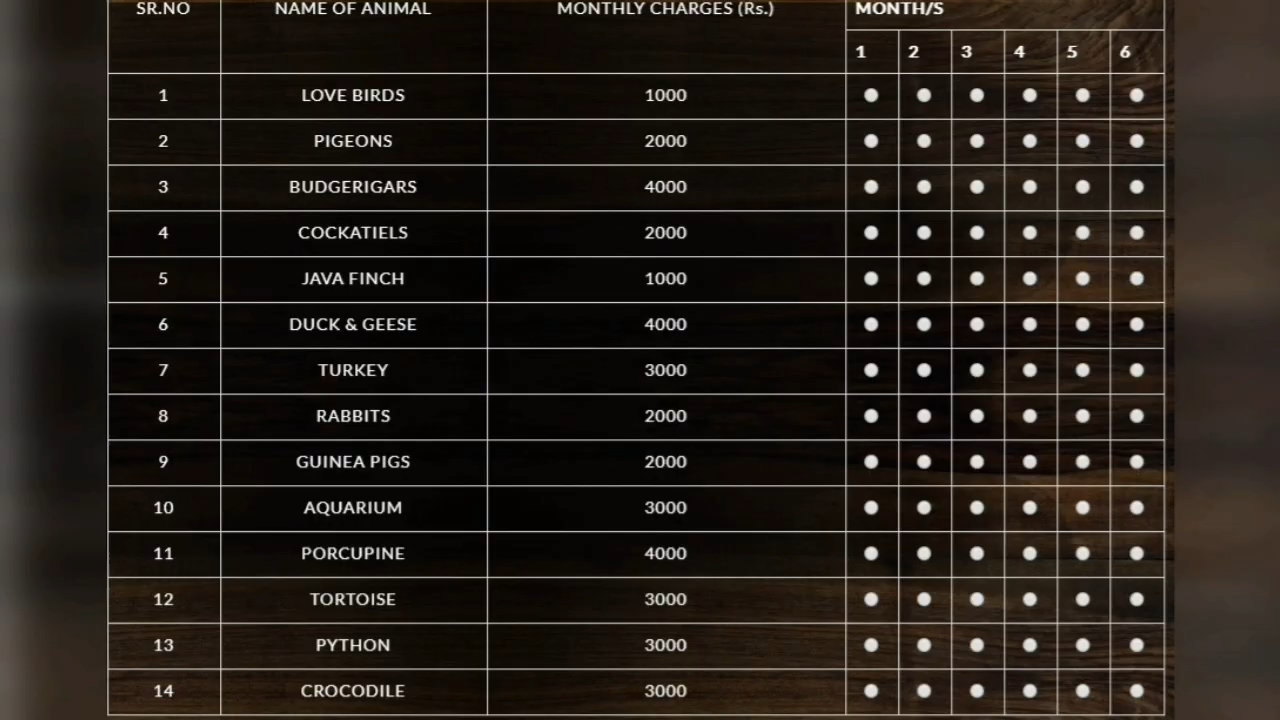 SR.NO NAME OF ANIMAL MONTHLY CHARGES (Rs.) MONTH/S
1 2 3 4 5 6
1 LOVE BIRDS 1000
2 PIGEONS 2000
3 BUDGERIGARS 4000
4 COCKATIELS 2000
5 JAVA FINCH 1000
6 DUCK & GEESE 4000
7 TURKEY 3000
8 RABBITS 2000
9 GUINEA PIGS 2000
10 AQUARIUM 3000
11 PORCUPINE 4000
12 TORTOISE 3000
13 PYTHON 3000
14 CROCODILE 3000